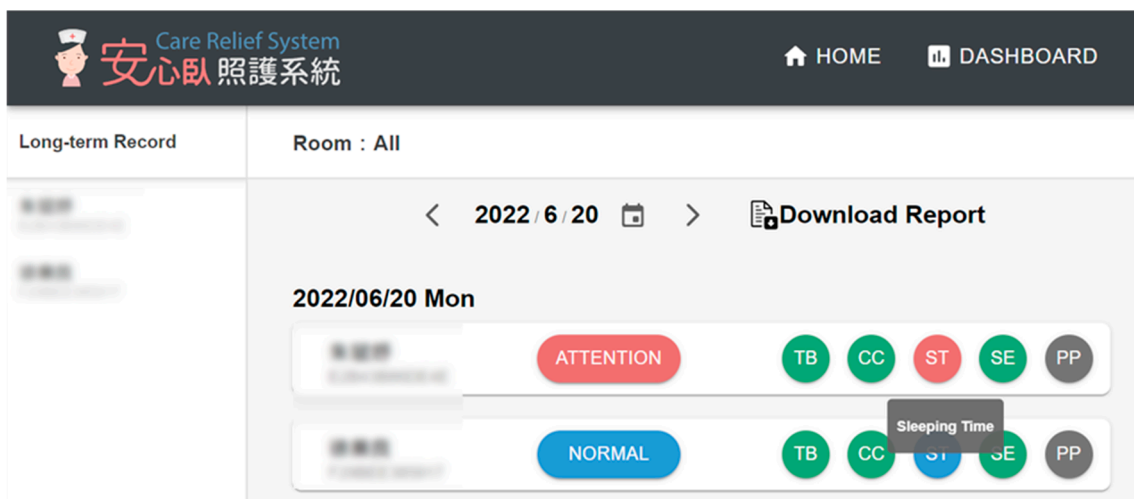 Care Relief System
安心臥照護系統
HOME
DASHBOARD
Long-term Record
Room：All
2022 / 6 / 20
Download Report
2022/06/20 Mon
ATTENTION
TB
CC
ST
SE
PP
Sleeping Time
NORMAL
TB
CC
ST
SE
PP